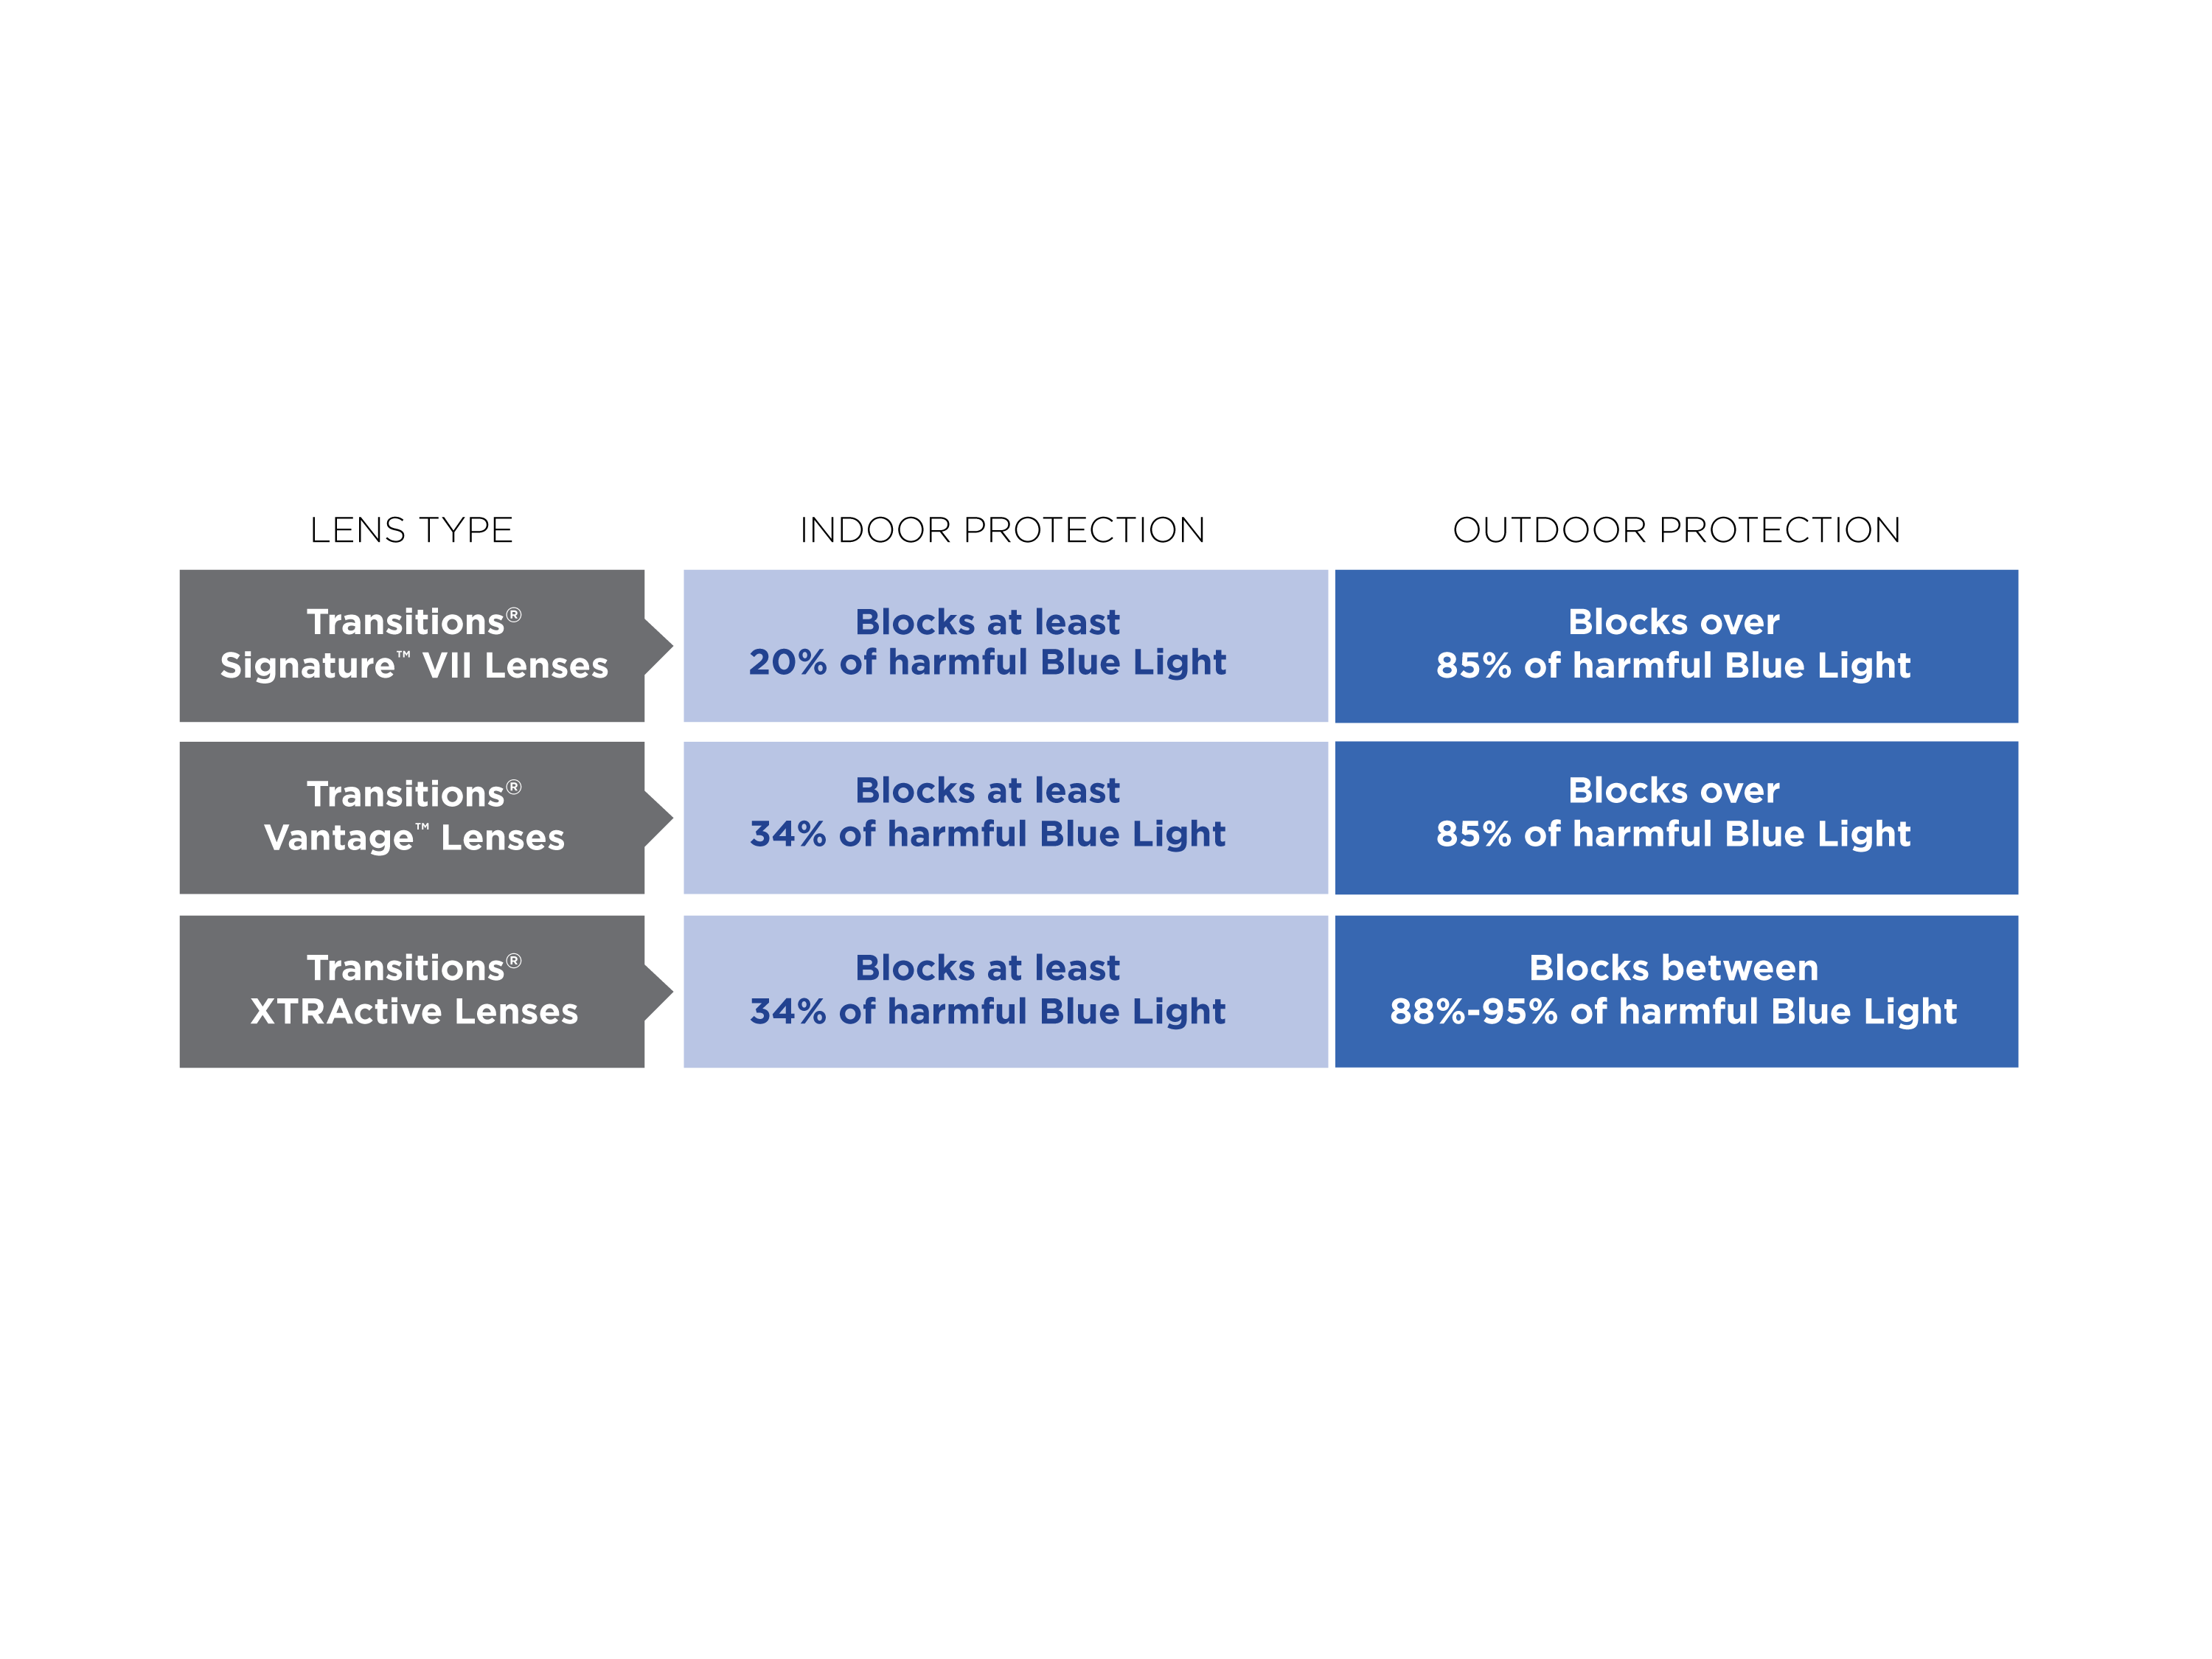 LENS TYPE
INDOOR PROTECTION
OUTDOOR PROTECTION
Transitions®
Signature™ VII Lenses
Blocks at least
20% of harmful Blue Light
Blocks over
85% of harmful Blue Light
Transitions®
Vantage™ Lenses
Blocks at least
34% of harmful Blue Light
Blocks over
85% of harmful Blue Light
Transitions®
XTRActive Lenses
Blocks at least
34% of harmful Blue Light
Blocks between
88%-95% of harmful Blue Light